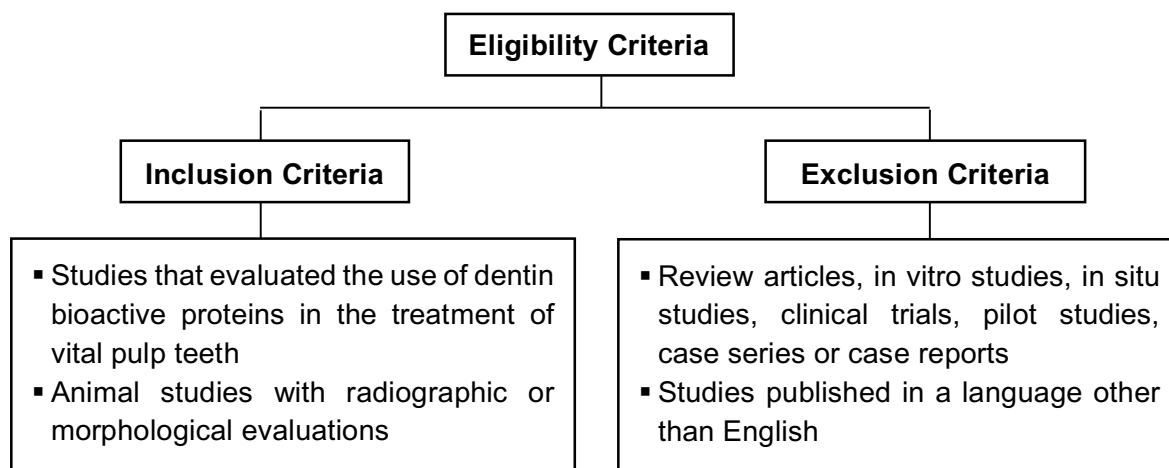 Eligibility Criteria
Inclusion Criteria
Exclusion Criteria
▪ Studies that evaluated the use of dentin
bioactive proteins in the treatment of
vital pulp teeth
▪ Animal studies with radiographic or
morphological evaluations
▪ Review articles, in vitro studies, in situ
studies, clinical trials, pilot studies,
case series or case reports
▪ Studies published in a language other
than English